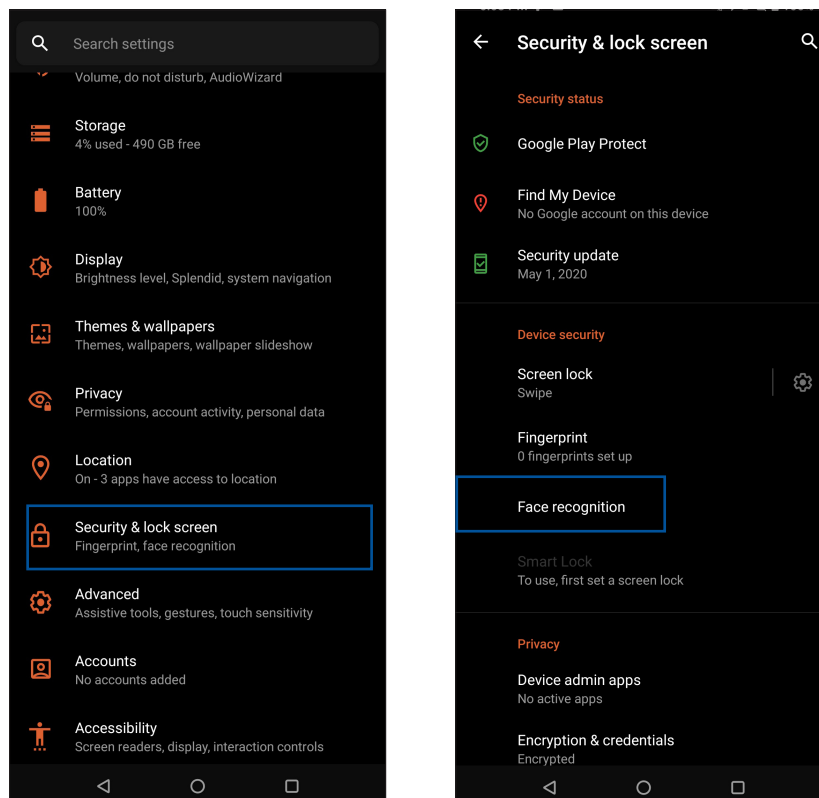 Search settings
Volume, do not disturb, AudioWizard
Storage
4% used - 490 GB free
Battery
100%
Display
Brightness level, Splendid, system navigation
Themes & wallpapers
Themes, wallpapers, wallpaper slideshow
Privacy
Permissions, account activity, personal data
Location
On - 3 apps have access to location
Security & lock screen
Fingerprint, face recognition
Advanced
Assistive tools, gestures, touch sensitivity
Accounts
No accounts added
Accessibility
Screen readers, display, interaction controls
Security & lock screen
Security status
Google Play Protect
Find My Device
No Google account on this device
Security update
May 1, 2020
Device security
Screen lock
Swipe
Fingerprint
0 fingerprints set up
Face recognition
Smart Lock
To use, first set a screen lock
Privacy
Device admin apps
No active apps
Encryption & credentials
Encrypted